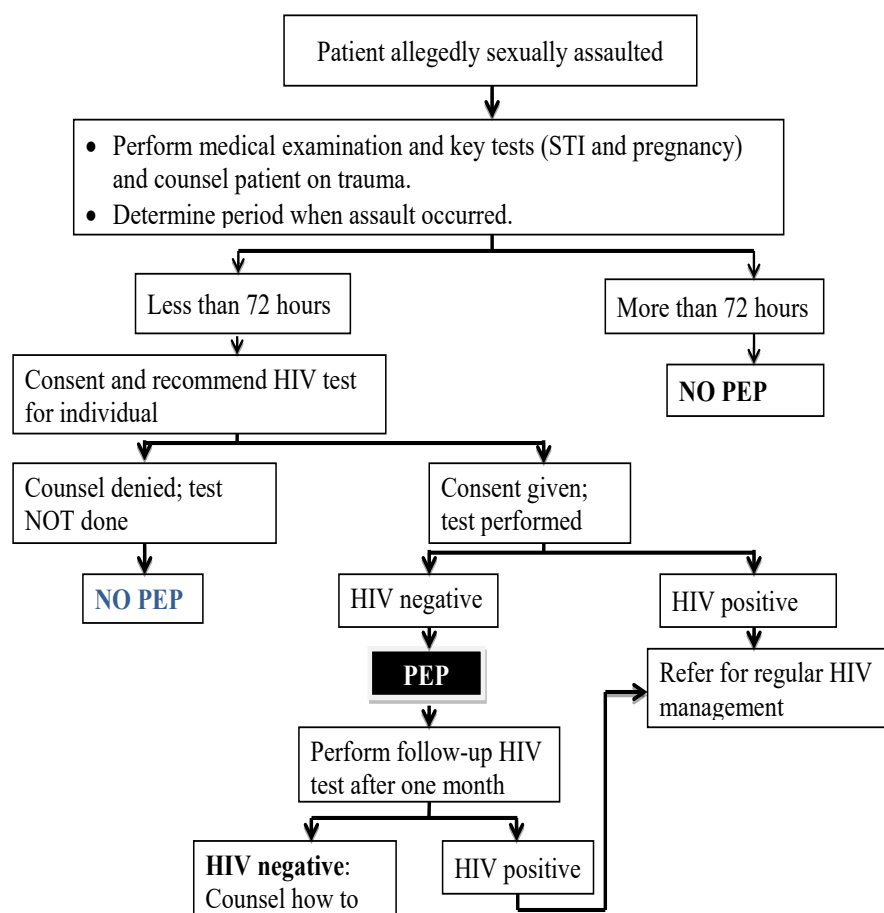 Patient allegedly sexually assaulted
• Perform medical examination and key tests (STI and pregnancy)
and counsel patient on trauma.
• Determine period when assault occurred.
Less than 72 hours
More than 72 hours
Consent and recommend HIV test
for individual
NO PEP
Counsel denied; test
NOT done
Consent given;
test performed
NO PEP
HIV negative
HIV positive
PEP
Refer for regular HIV
management
Perform follow-up HIV
test after one month
HIV negative:
Counsel how to
HIV positive